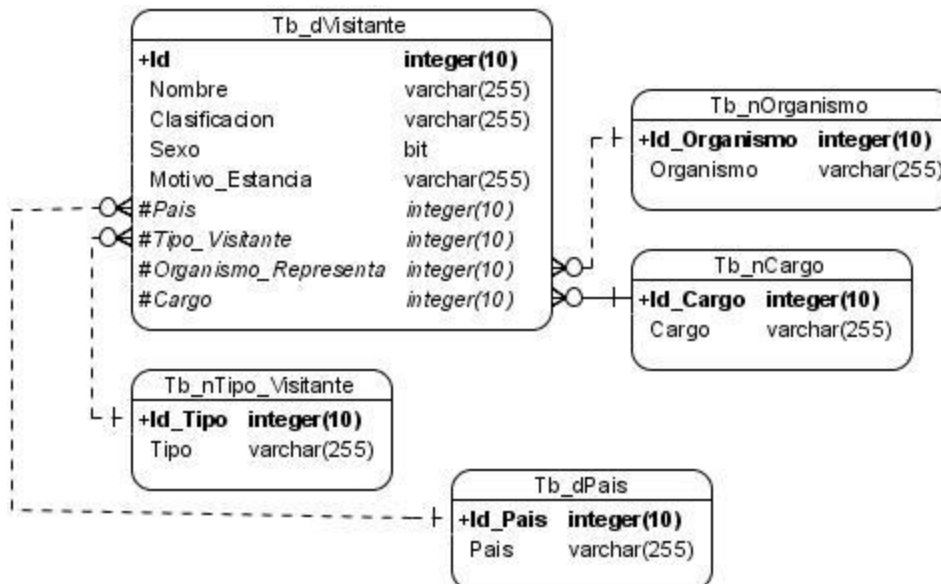 Tb_dVisitante
+Id integer(10)
Nombre varchar(255)
Clasificacion varchar(255)
Sexo bit
Motivo_Estancia varchar(255)
#Pais integer(10)
#Tipo_Visitante integer(10)
#Organismo_Representa integer(10)
#Cargo integer(10)
Tb_nOrganismo
+Id_Organismo integer(10)
Organismo varchar(255)
Tb_nCargo
+Id_Cargo integer(10)
Cargo varchar(255)
Tb_nTipo_Visitante
+Id_Tipo integer(10)
Tipo varchar(255)
Tb_dPais
+Id_Pais integer(10)
Pais varchar(255)